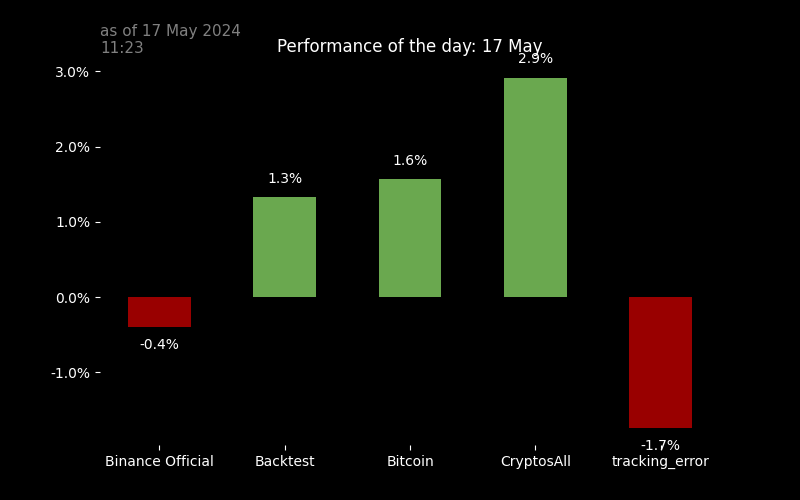 as of 17 May 2024
11:23
Performance of the day: 17 May
3.0%
2.0%
1.0%
0.0%
-1.0%
-0.4%
1.3%
1.6%
2.9%
-1.7%
Binance Official
Backtest
Bitcoin
CryptosAll
tracking_error